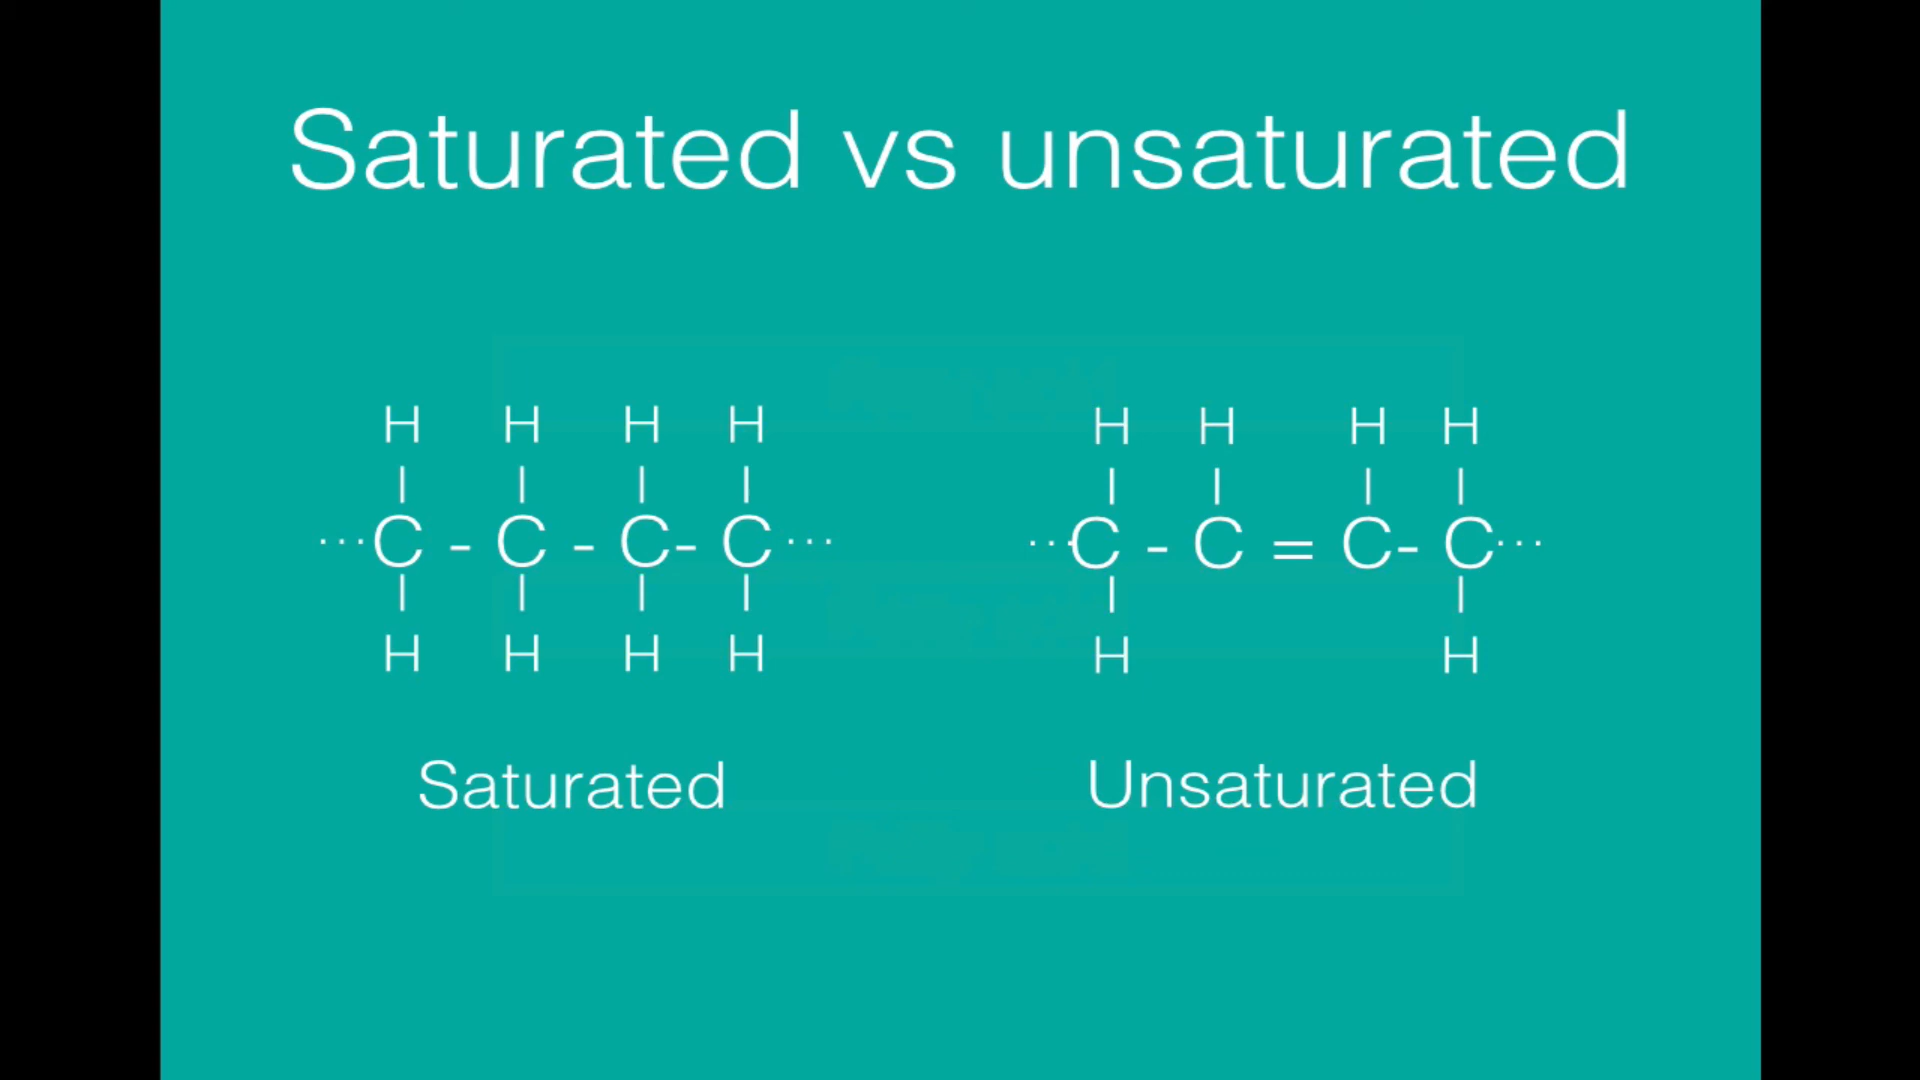 Saturated vs unsaturated
H H H H
| | | |
...C - C - C- C...
| | | |
H H H H
Saturated
H H H H
| | | |
...C - C = C- C...
| |
H H
Unsaturated